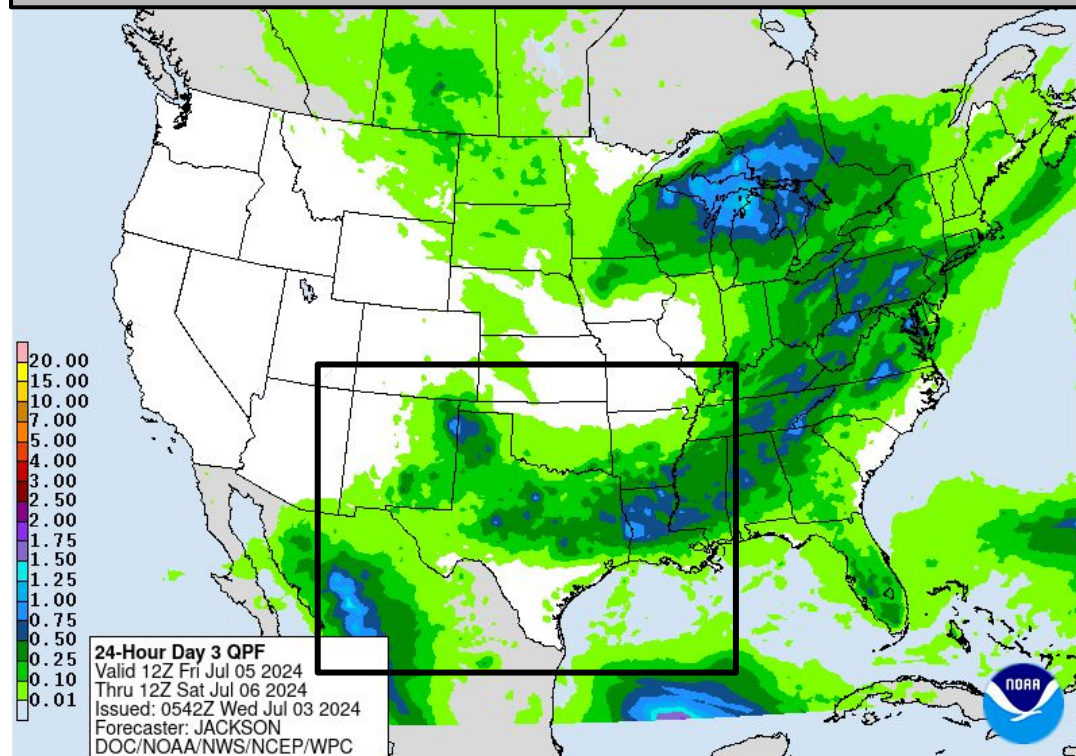 20.00
15.00
10.00
7.00
5.00
4.00
3.00
2.50
2.00
1.75
1.50
1.25
1.00
0.75
0.50
0.25
0.10
0.01
24-Hour Day 3 QPF
Valid 12Z Fri Jul 05 2024
Thru 12Z Sat Jul 06 2024
Issued: 0542Z Wed Jul 03 2024
Forecaster: JACKSON
DOC/NOAA/NWS/NCEP/WPC
NOAA